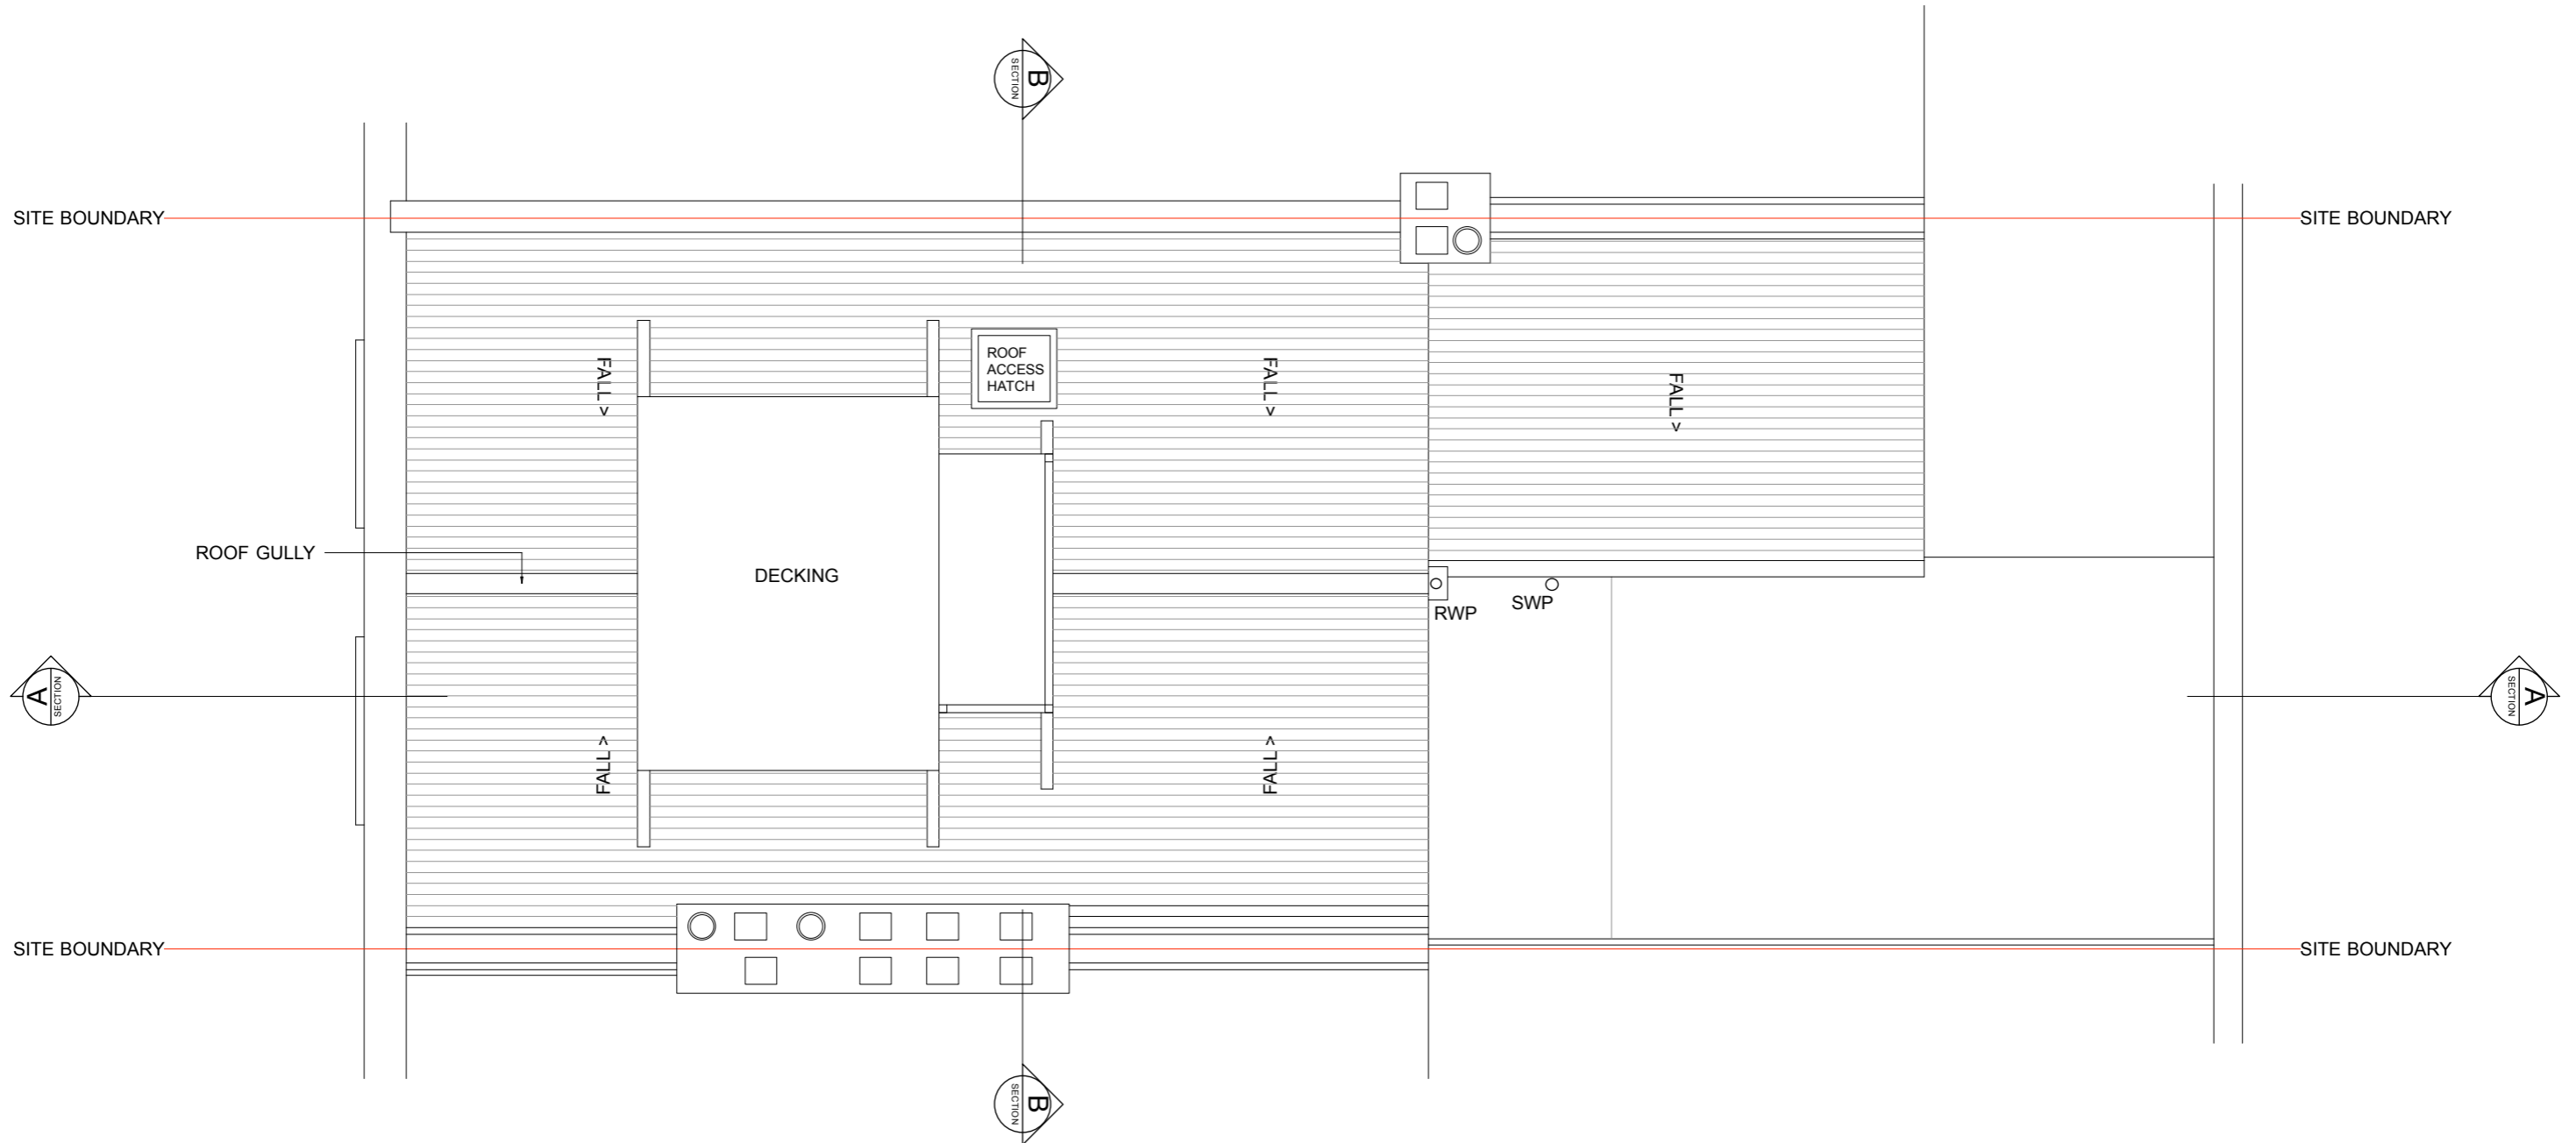 B
SECTION
SITE BOUNDARY
SITE BOUNDARY
ROOF
ACCESS
HATCH
FALL >
FALL >
FALL >
ROOF GULLY
DECKING
RWP
SWP
A
SECTION
A
SECTION
FALL >
FALL >
SITE BOUNDARY
SITE BOUNDARY
B
SECTION